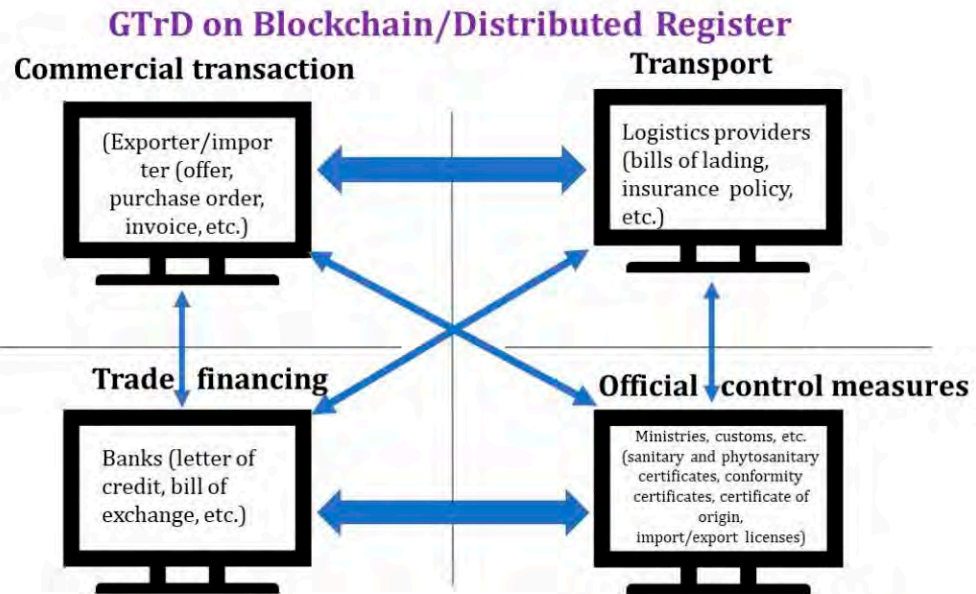 GTrD on Blockchain/Distributed Register
Commercial transaction
Transport
(Exporter/impor
ter (offer,
purchase order,
invoice, etc.)
Logistics providers
(bills of lading,
insurance policy,
etc.)
Trade financing
Official control measures
Banks (letter of
credit, bill of
exchange, etc.)
Ministries, customs, etc.
(sanitary and phytosanitary
certificates, conformity
certificates, certificate of
origin,
import/export licenses)